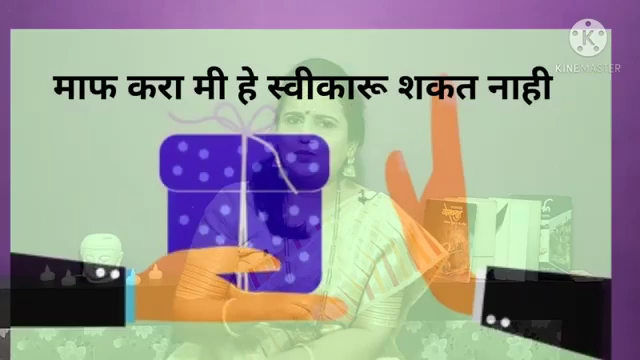 माफ करा मी हे स्वीकारू शकत नाही
KINEMASTER